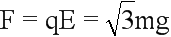 F = qE = √3mg